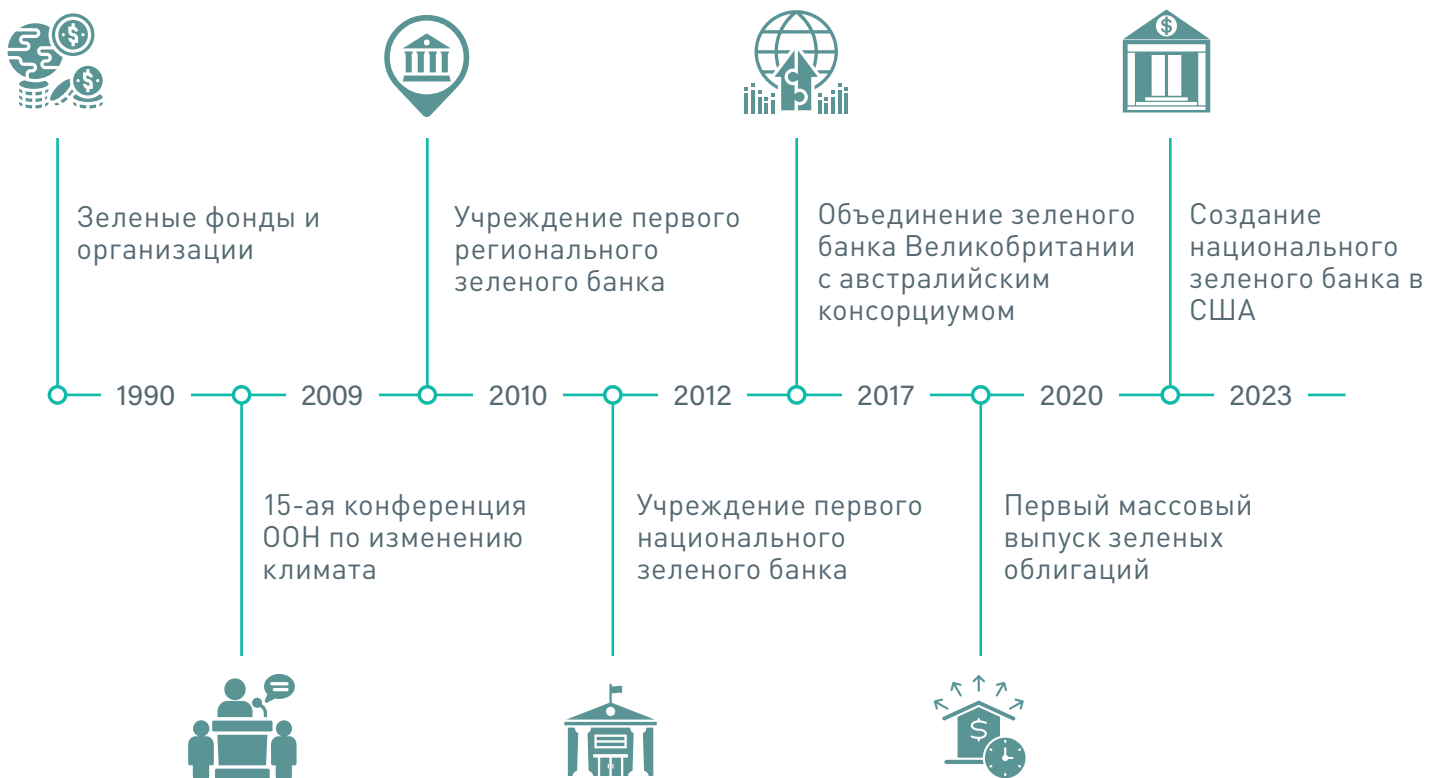 Зеленые фонды и
организации
Учреждение первого
регионального
зеленого банка
Объединение зеленого
банка Великобритании
с австралийским
консорциумом
Создание
национального
зеленого банка в
США
1990
2009
2010
2012
2017
2020
2023
15-ая конференция
ООН по изменению
климата
Учреждение первого
национального
зеленого банка
Первый массовый
выпуск зеленых
облигаций